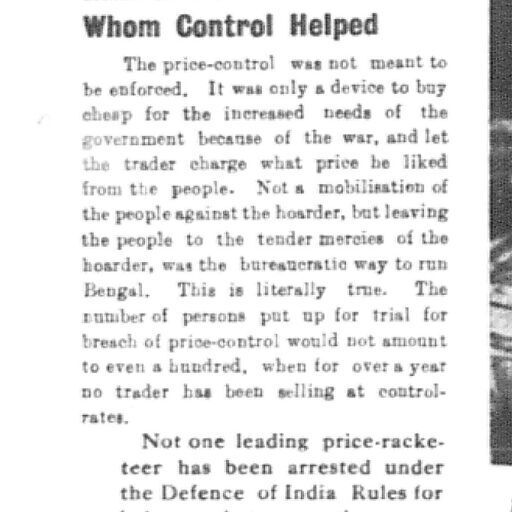 Whom Control Helped
The price-control was not meant to
be enforced. It was only a device to buy
cheap for the increased needs of the
government because of the war, and let
the trader charge what price he liked
from the people. Not a mobilisation of
the people against the hoarder, but leaving
the people to the tender mercies of the
hoarder, was the bureaucratic way to run
Bengal. This is literally true. The
number of persons put up for trial for
breach of price-control would not amount
to even a hundred, when for over a year
no trader has been selling at control-
rates.
Not one leading price-racke-
teer has been arrested under
the Defence of India Rules for